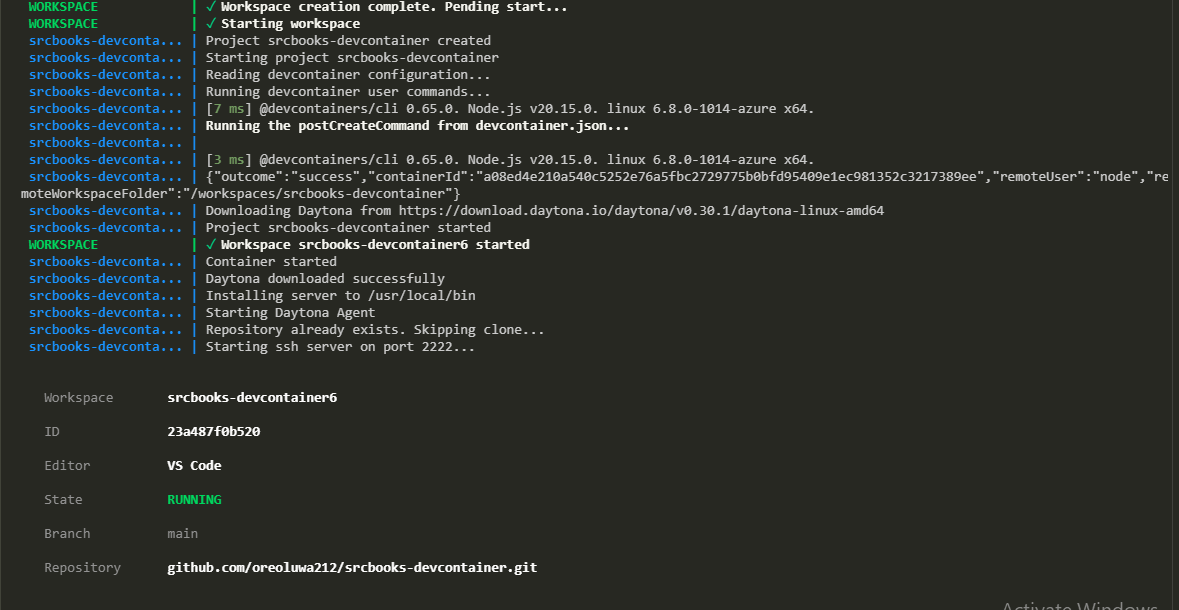 WORKSPACE | ✓ Workspace creation complete. Pending start...
WORKSPACE | ✓ Starting workspace
srcbooks-devconta... | Project srcbooks-devcontainer created
srcbooks-devconta... | Starting project srcbooks-devcontainer
srcbooks-devconta... | Reading devcontainer configuration...
srcbooks-devconta... | Running devcontainer user commands...
srcbooks-devconta... | [7 ms] @devcontainers/cli 0.65.0. Node.js v20.15.0. linux 6.8.0-1014-azure x64.
srcbooks-devconta... | Running the postCreateCommand from devcontainer.json...
srcbooks-devconta... |
srcbooks-devconta... | [3 ms] @devcontainers/cli 0.65.0. Node.js v20.15.0. linux 6.8.0-1014-azure x64.
srcbooks-devconta... | {"outcome":"success","containerId":"a08ed4e210a540c5252e76a5fbc2729775b0bfd95409e1ec981352c3217389ee","remoteUser":"node","re
moteWorkspaceFolder":"/workspaces/srcbooks-devcontainer"}
srcbooks-devconta... | Downloading Daytona from https://download.daytona.io/daytona/v0.30.1/daytona-linux-amd64
srcbooks-devconta... | Project srcbooks-devcontainer started
WORKSPACE | ✓ Workspace srcbooks-devcontainer6 started
srcbooks-devconta... | Container started
srcbooks-devconta... | Daytona downloaded successfully
srcbooks-devconta... | Installing server to /usr/local/bin
srcbooks-devconta... | Starting Daytona Agent
srcbooks-devconta... | Repository already exists. Skipping clone...
srcbooks-devconta... | Starting ssh server on port 2222...
Workspace srcbooks-devcontainer6
ID 23a487f0b520
Editor VS Code
State RUNNING
Branch main
Repository github.com/oreoluwa212/srcbooks-devcontainer.git
Activate Windows